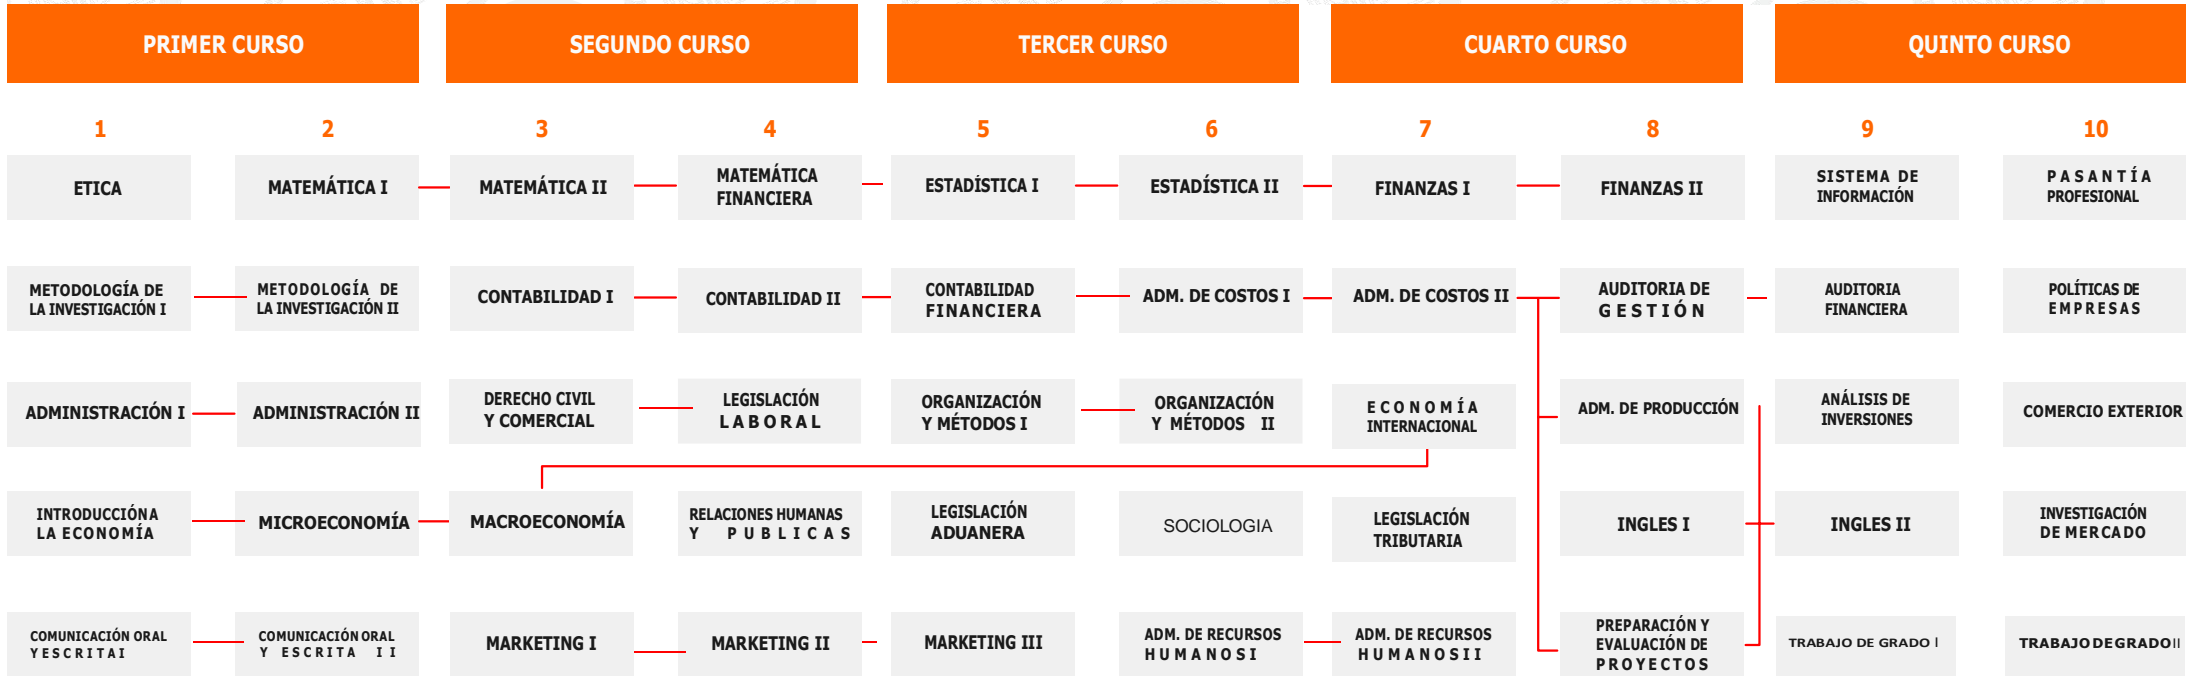 PRIMER CURSO
SEGUNDO CURSO
TERCER CURSO
CUARTO CURSO
QUINTO CURSO
1
2
3
4
5
6
7
8
9
10
ETICA
MATEMÁTICA I
MATEMÁTICA II
MATEMÁTICA
FINANCIERA
ESTADÍSTICA I
ESTADÍSTICA II
FINANZAS I
FINANZAS II
SISTEMA DE
INFORMACIÓN
PASANTÍA
PROFESIONAL
METODOLOGÍA DE
LA INVESTIGACIÓN I
METODOLOGÍA DE
LA INVESTIGACIÓN II
CONTABILIDAD I
CONTABILIDAD II
CONTABILIDAD
FINANCIERA
ADM. DE COSTOS I
ADM. DE COSTOS II
AUDITORIA DE
GESTIÓN
AUDITORIA
FINANCIERA
POLÍTICAS DE
EMPRESAS
ADMINISTRACIÓN I
ADMINISTRACIÓN II
DERECHO CIVIL
Y COMERCIAL
LEGISLACIÓN
LABORAL
ORGANIZACIÓN
Y MÉTODOS I
ORGANIZACIÓN
Y MÉTODOS II
ECONOMÍA
INTERNACIONAL
ADM. DE PRODUCCIÓN
ANÁLISIS DE
INVERSIONES
COMERCIO EXTERIOR
INTRODUCCIÓNA
LA ECONOMÍA
MICROECONOMÍA
MACROECONOMÍA
RELACIONES HUMANAS
Y PUBLICAS
LEGISLACIÓN
ADUANERA
SOCIOLOGIA
LEGISLACIÓN
TRIBUTARIA
INGLES I
INGLES II
INVESTIGACIÓN
DE MERCADO
COMUNICACIÓN ORAL
Y ESCRITA I
COMUNICACIÓN ORAL
Y ESCRITA II
MARKETING I
MARKETING II
MARKETING III
ADM. DE RECURSOS
HUMANOS I
ADM. DE RECURSOS
HUMANOS II
PREPARACIÓN Y
EVALUACIÓN DE
PROYECTOS
TRABAJO DE GRADO I
TRABAJO DE GRADO II